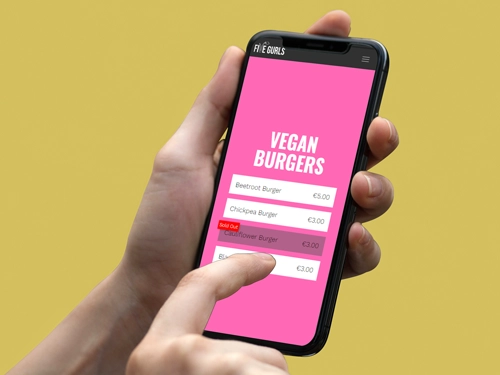 FIVE GURLS
VEGAN
BURGERS
Beetroot Burger €5.00
Chickpea Burger €3.00
Sold Out
Cauliflower Burger €3.00
€3.00